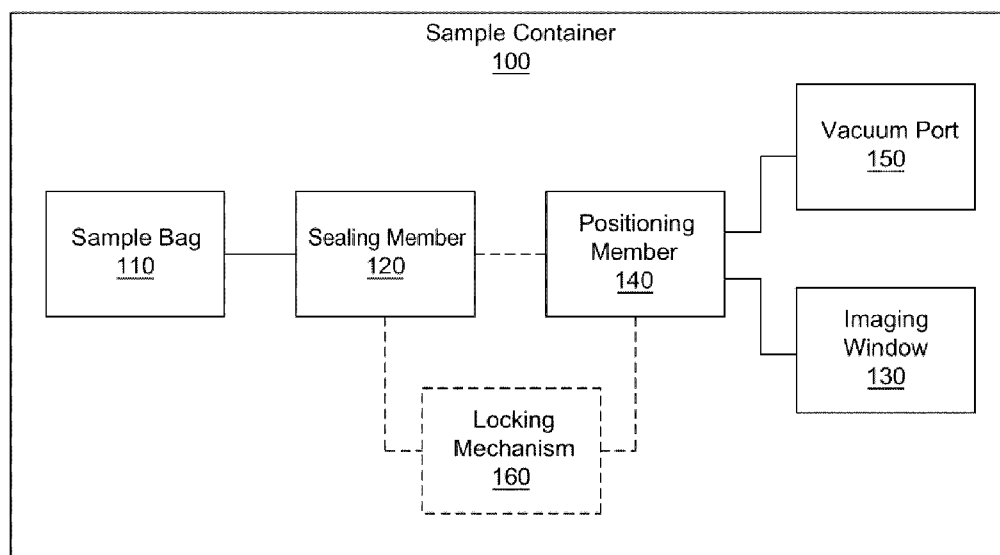 Sample Container
100
Vacuum Port
150
Sample Bag
110
Sealing Member
120
Positioning
Member
140
Imaging
Window
130
Locking
Mechanism
160